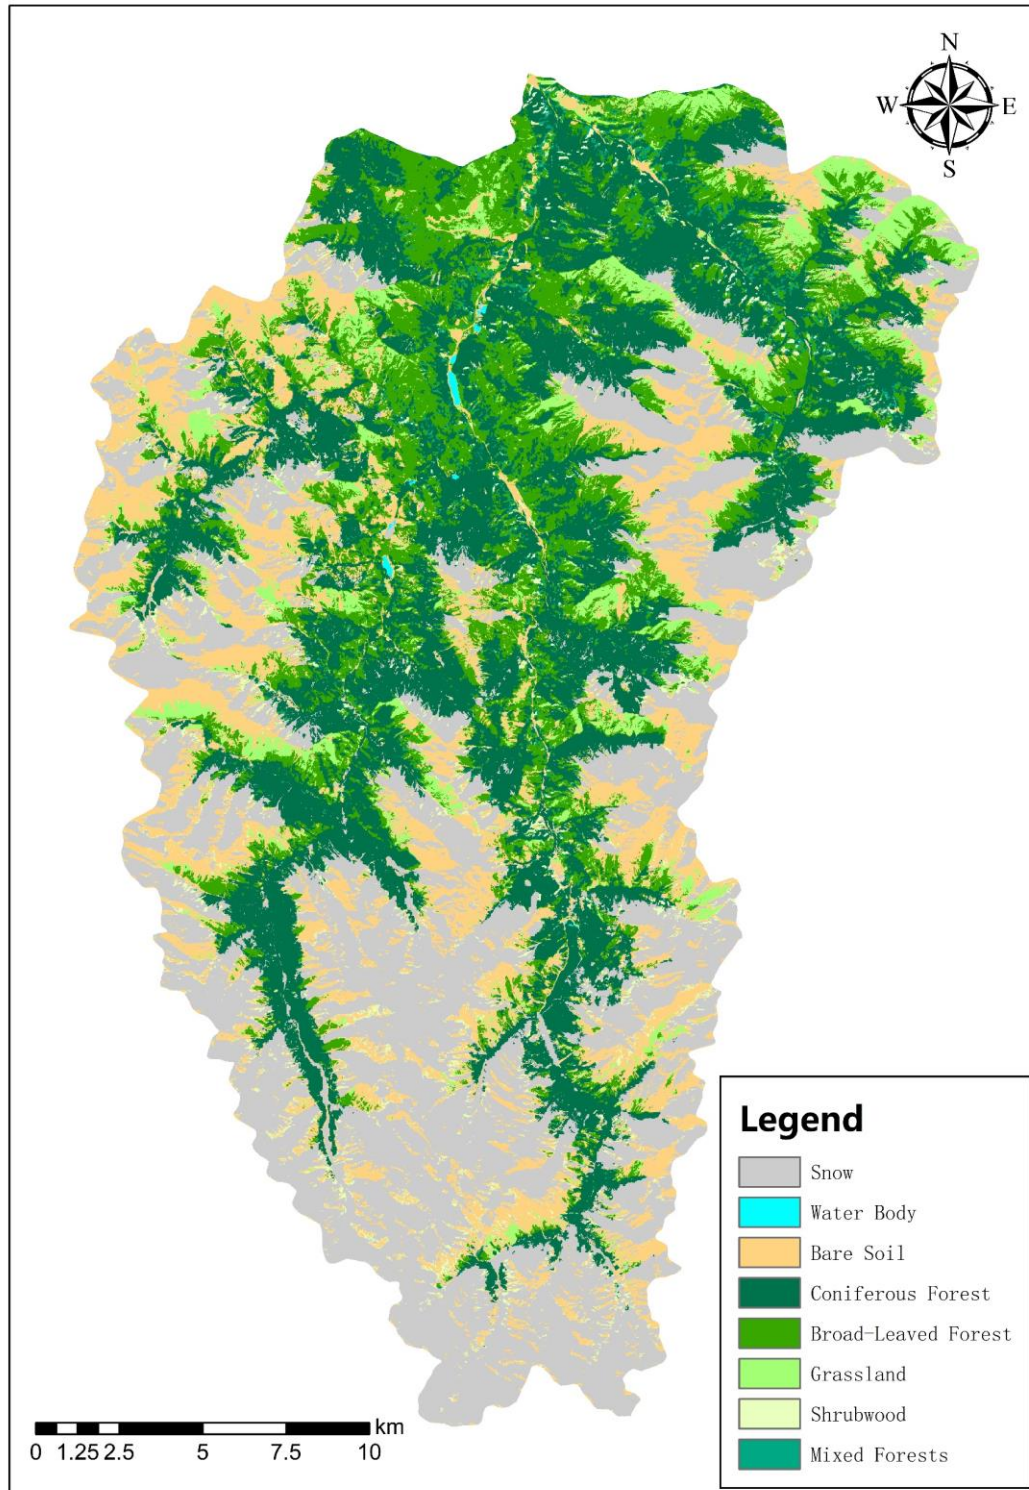 N
W E
S
Legend
Snow
Water Body
Bare Soil
Coniferous Forest
Broad-Leaved Forest
Grassland
Shrubwood
Mixed Forests
km
0 1.25 2.5 5 7.5 10